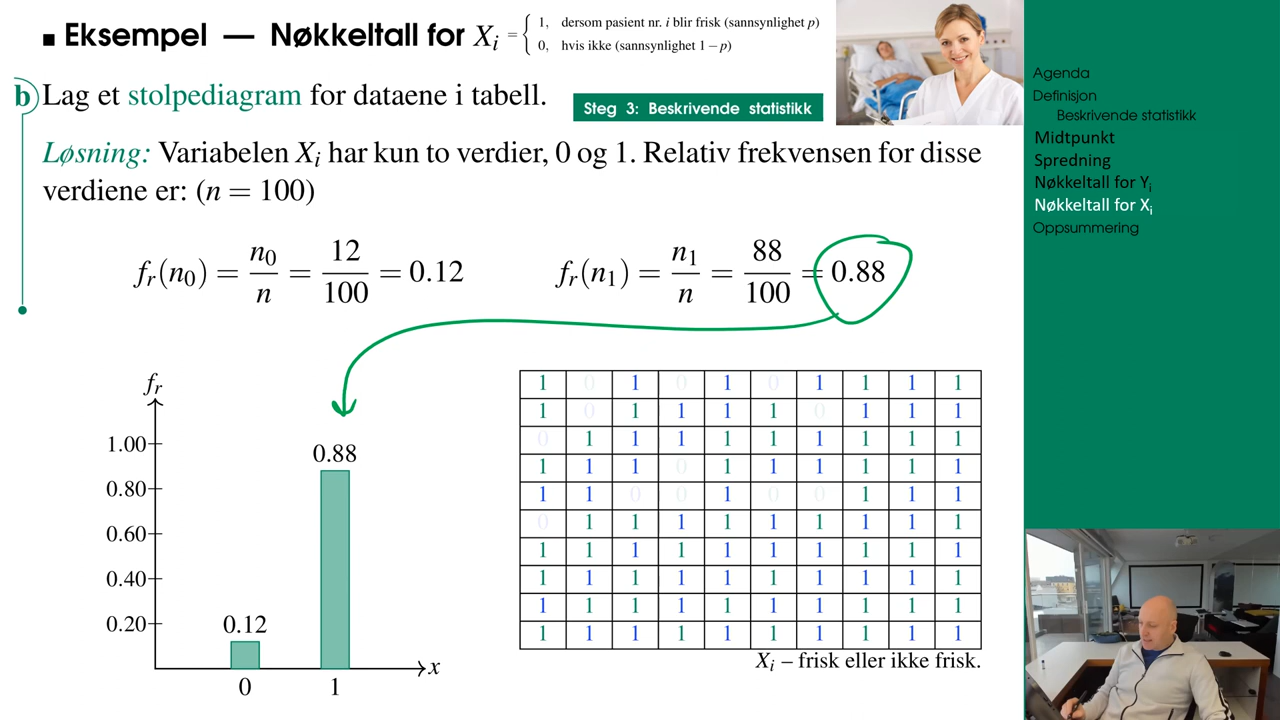 ■ Eksempel — Nøkkeltall for Xᵢ = { 1, dersom pasient nr. i blir frisk (sannsynlighet p)
0, hvis ikke (sannsynlighet 1 − p)
b) Lag et stolpediagram for dataene i tabell.
Steg 3: Beskrivende statistikk
Løsning: Variabelen Xᵢ har kun to verdier, 0 og 1. Relativ frekvensen for disse
verdiene er: (n = 100)
fᵣ(n₀) = n₀/n = 12/100 = 0.12
fᵣ(n₁) = n₁/n = 88/100 = 0.88
fᵣ
1.00
0.80
0.60
0.40
0.20
0.12
0.88
0
1
x
1 0 1 0 1 0 1 1 1 1
1 0 1 1 1 1 0 1 1 1
0 1 1 1 1 1 1 1 1 1
1 1 1 0 1 1 1 1 1 1
1 1 0 0 1 0 0 1 1 1
0 1 1 1 1 1 1 1 1 1
1 1 1 1 1 1 1 1 1 1
1 1 1 1 1 1 1 1 1 1
1 1 1 1 1 1 1 1 1 1
1 1 1 1 1 1 1 1 1 1
Xᵢ – frisk eller ikke frisk.
Agenda
Definisjon
Beskrivende statistikk
Midtpunkt
Spredning
Nøkkeltall for Yᵢ
Nøkkeltall for Xᵢ
Oppsummering